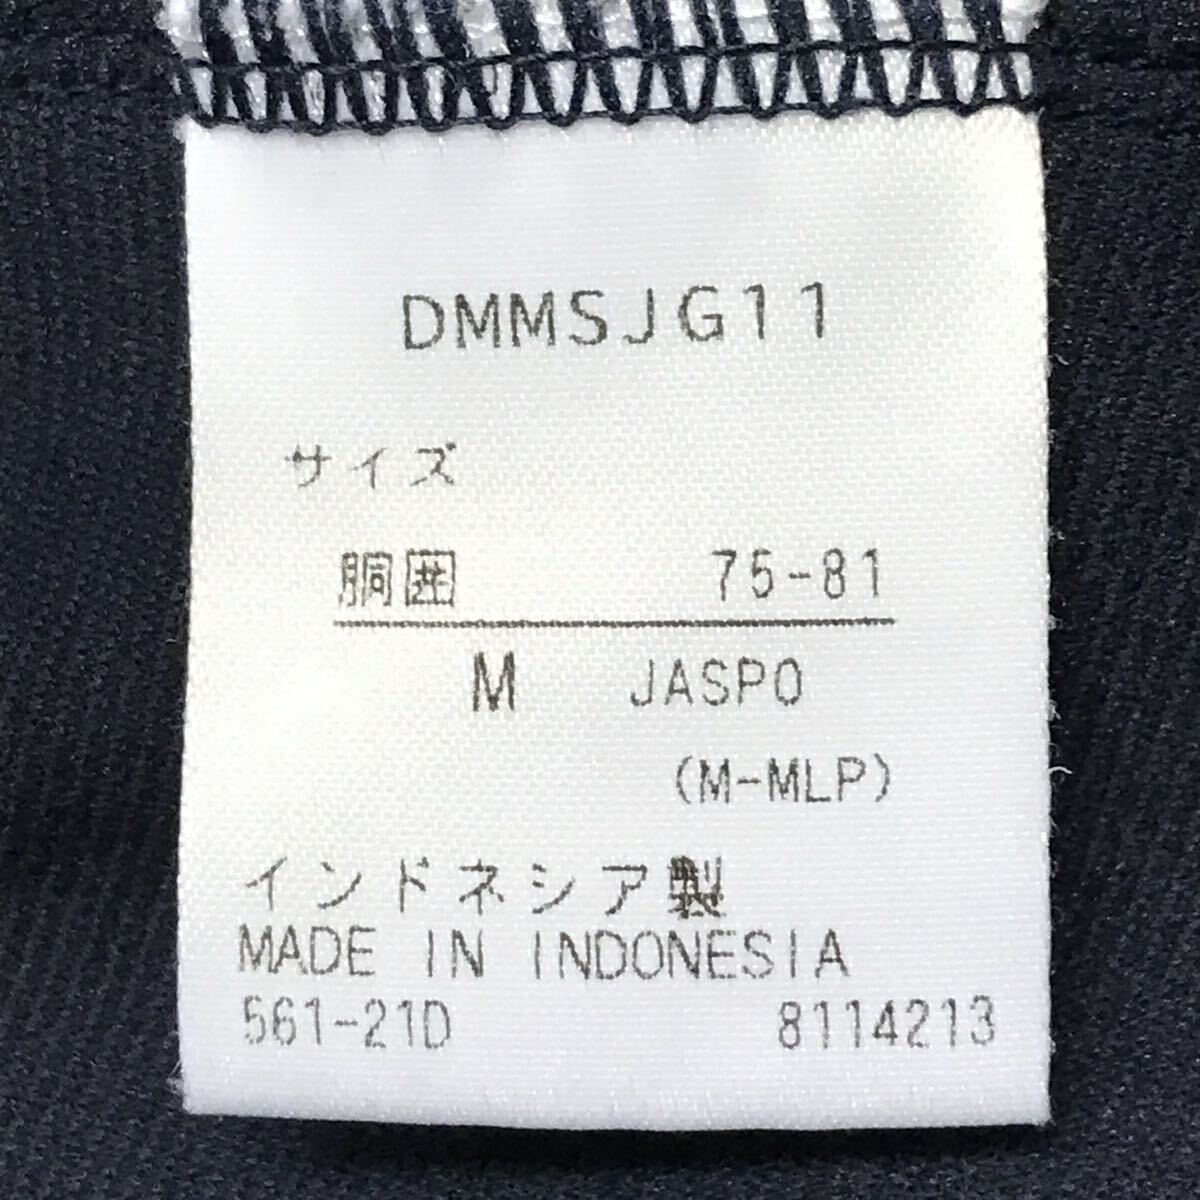 DMMSJG11
サイズ
胴囲 75-81
M JASPO
(M-MLP)
インドネシア製
MADE IN INDONESIA
561-21D 8114213